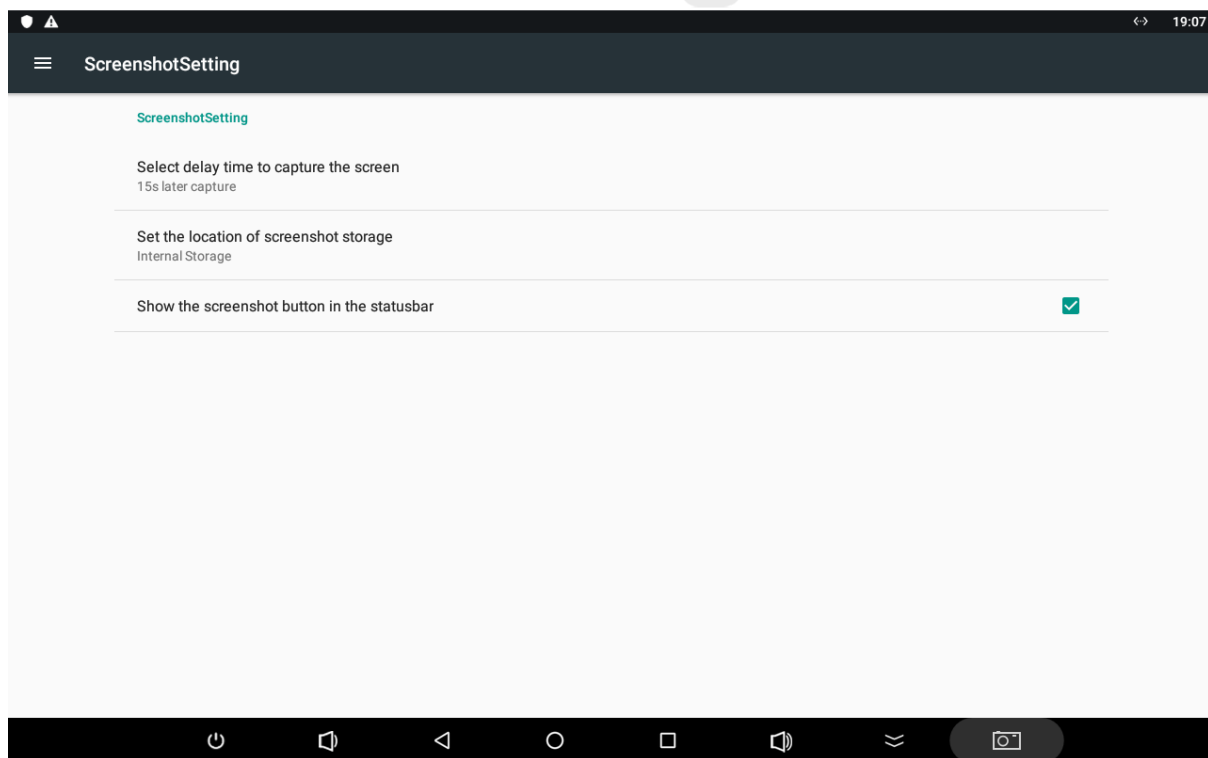 19:07
ScreenshotSetting
ScreenshotSetting
Select delay time to capture the screen
15s later capture
Set the location of screenshot storage
Internal Storage
Show the screenshot button in the statusbar